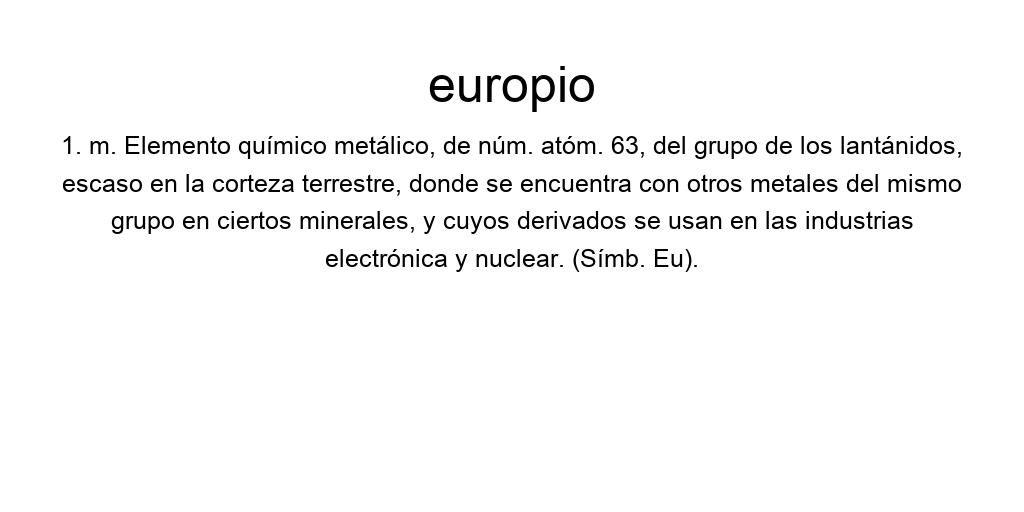 europio
1. m. Elemento químico metálico, de núm. atóm. 63, del grupo de los lantánidos,
escaso en la corteza terrestre, donde se encuentra con otros metales del mismo
grupo en ciertos minerales, y cuyos derivados se usan en las industrias
electrónica y nuclear. (Símb. Eu).